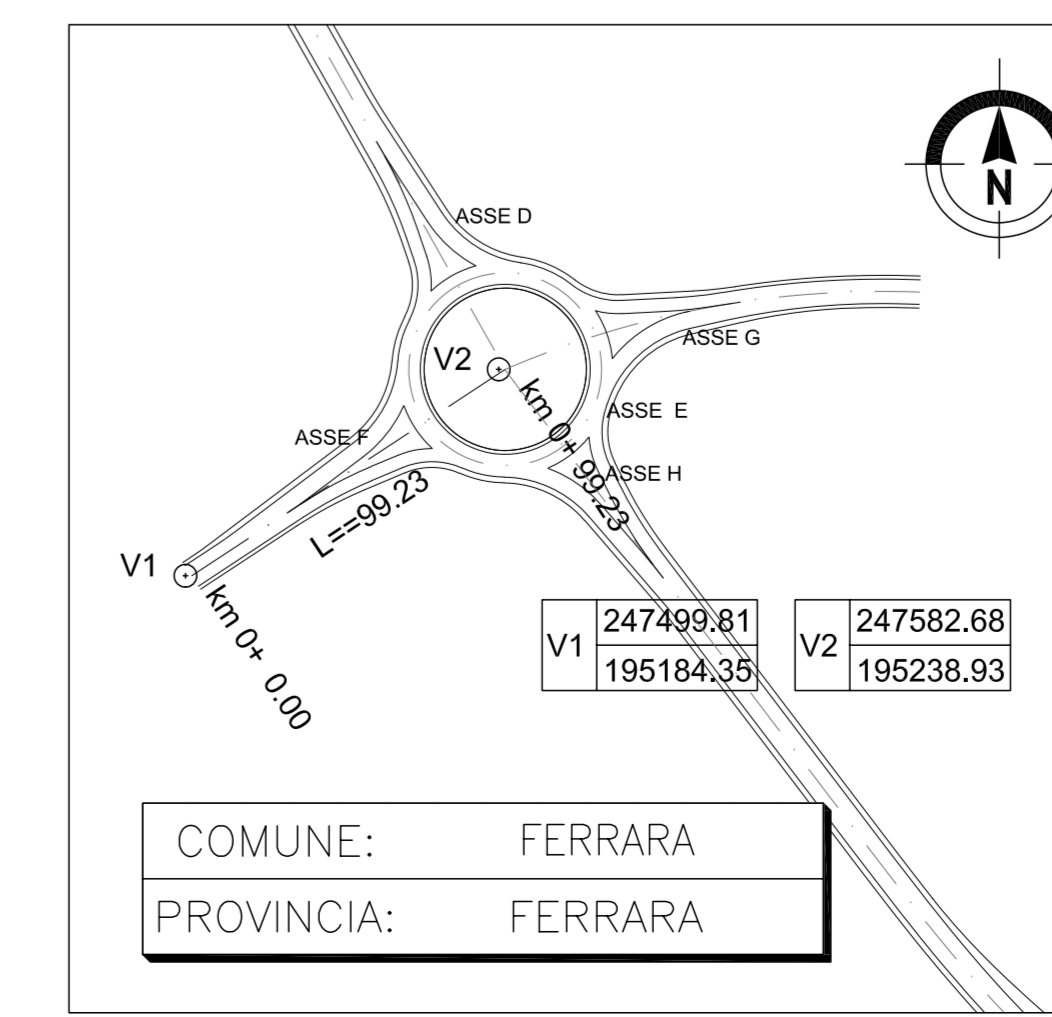 ASSE D
N
ASSE G
V2
km 0+ 99.23
ASSE E
ASSE F
ASSE H
L==99.23
V1
km 0+ 0.00
V1
247499.81
195184.35
V2
247582.68
195238.93
COMUNE: FERRARA
PROVINCIA: FERRARA